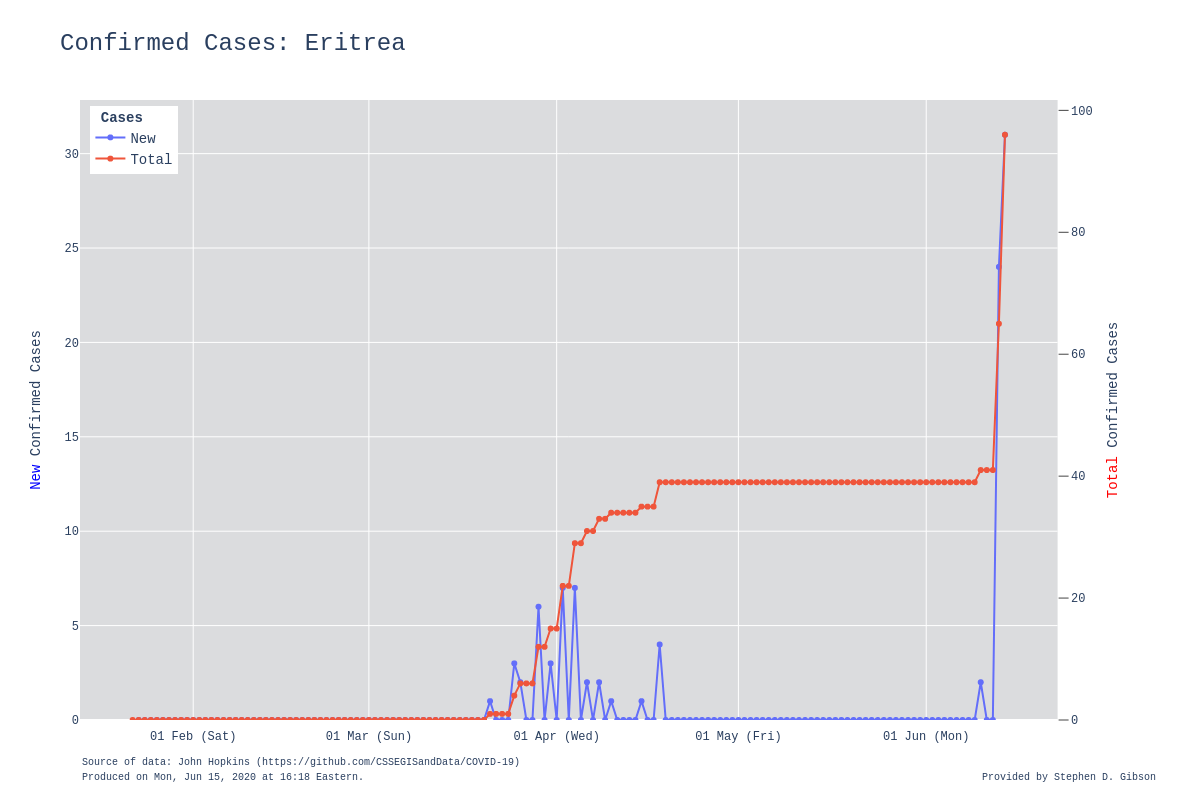 Confirmed Cases: Eritrea
Cases
New
Total
30
25
20
15
10
5
0
100
80
60
40
20
0
New Confirmed Cases
Total Confirmed Cases
01 Feb (Sat)
01 Mar (Sun)
01 Apr (Wed)
01 May (Fri)
01 Jun (Mon)
Source of data: John Hopkins (https://github.com/CSSEGISandData/COVID-19)
Produced on Mon, Jun 15, 2020 at 16:18 Eastern.
Provided by Stephen D. Gibson